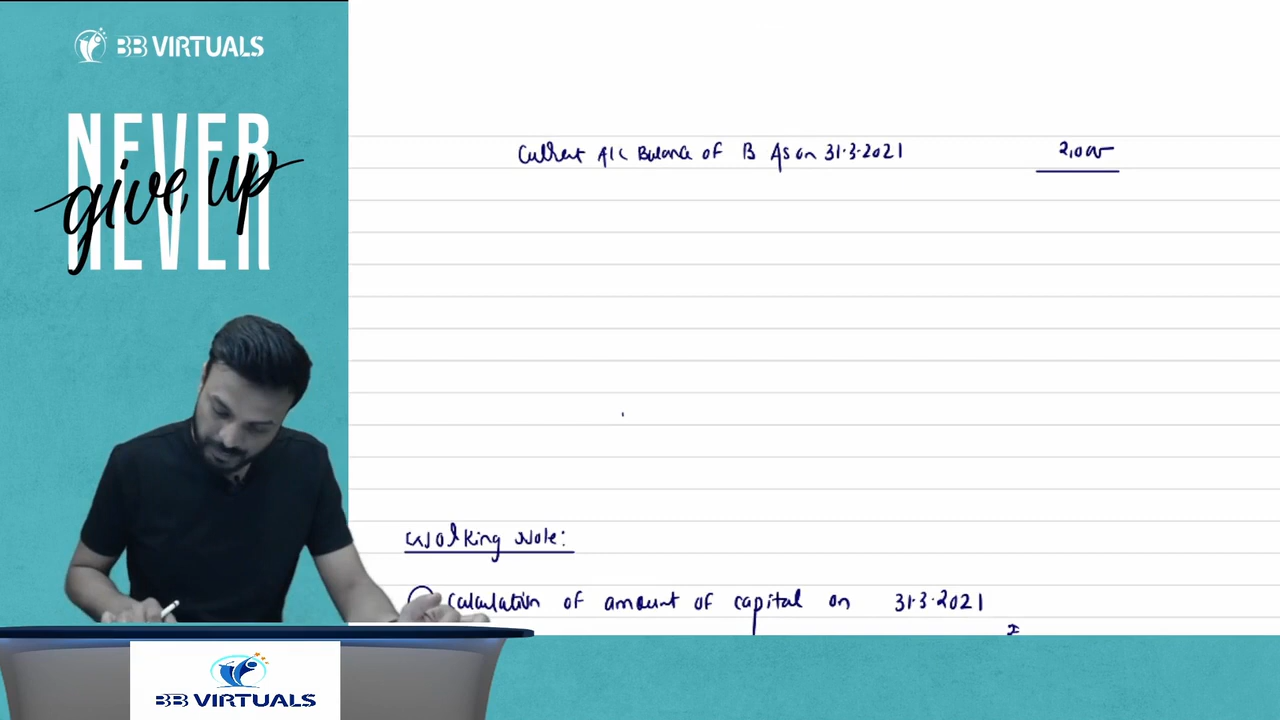 BB VIRTUALS
NEVER
give up
NEVER
Current A/c Balance of B As on 31.3.2021 2,000
Working Note:
Calculation of amount of capital on 31.3.2021
BB VIRTUALS